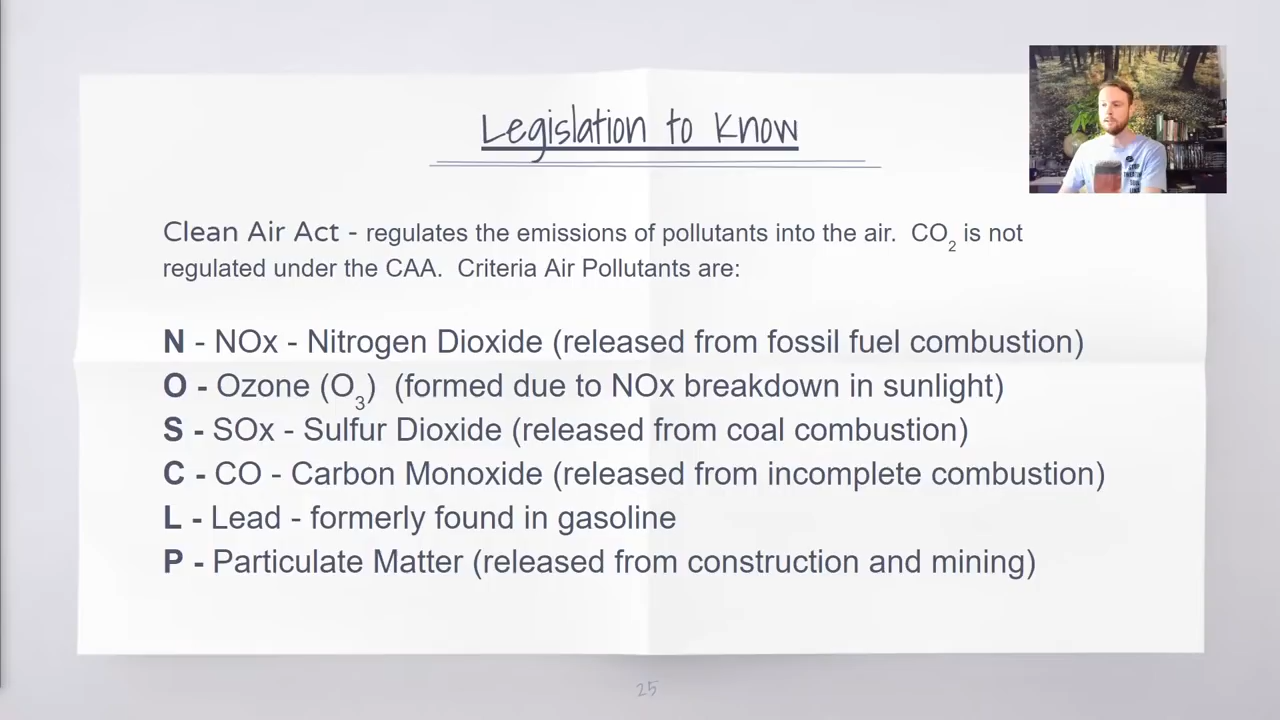 Legislation to Know
Clean Air Act - regulates the emissions of pollutants into the air.  CO₂ is not
regulated under the CAA.  Criteria Air Pollutants are:
N - NOx - Nitrogen Dioxide (released from fossil fuel combustion)
O - Ozone (O₃)  (formed due to NOx breakdown in sunlight)
S - SOx - Sulfur Dioxide (released from coal combustion)
C - CO - Carbon Monoxide (released from incomplete combustion)
L - Lead - formerly found in gasoline
P - Particulate Matter (released from construction and mining)
25